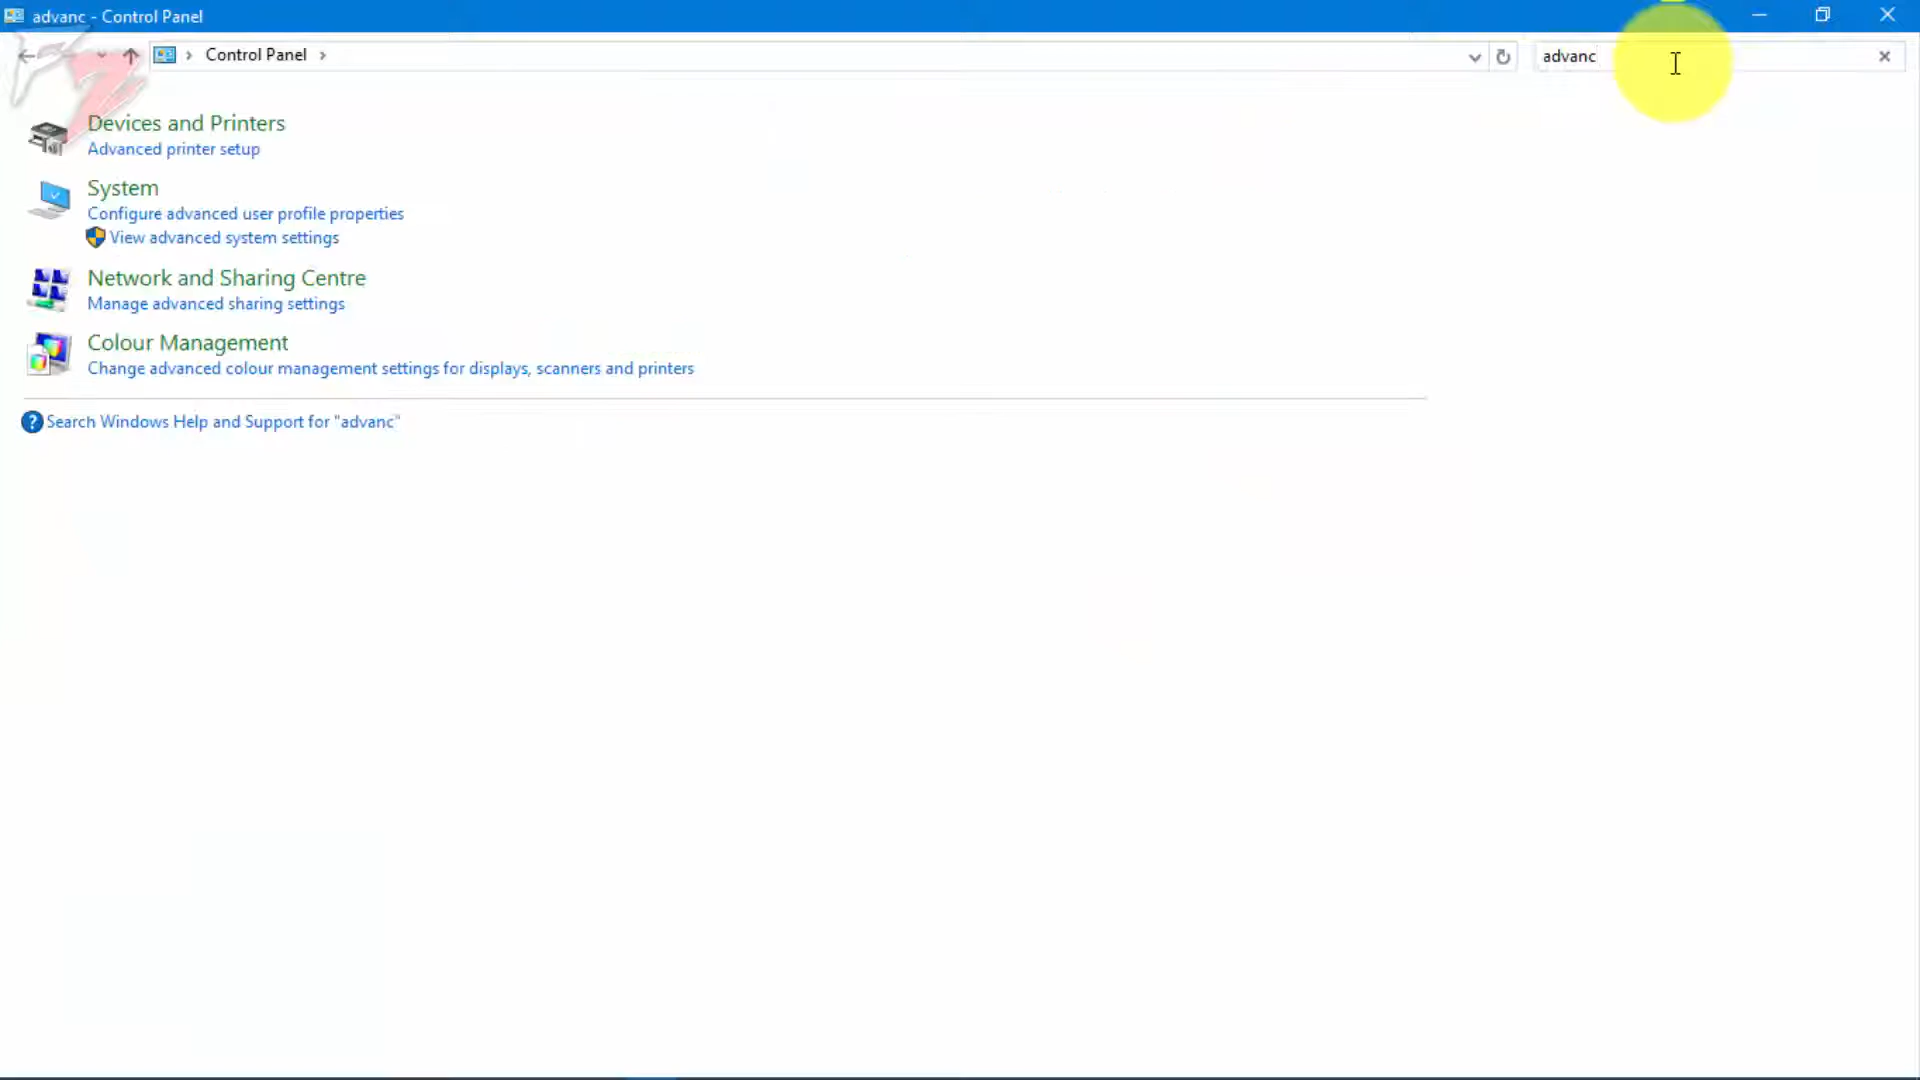 advanc - Control Panel
Control Panel
advanc
Devices and Printers
Advanced printer setup
System
Configure advanced user profile properties
View advanced system settings
Network and Sharing Centre
Manage advanced sharing settings
Colour Management
Change advanced colour management settings for displays, scanners and printers
Search Windows Help and Support for "advanc"